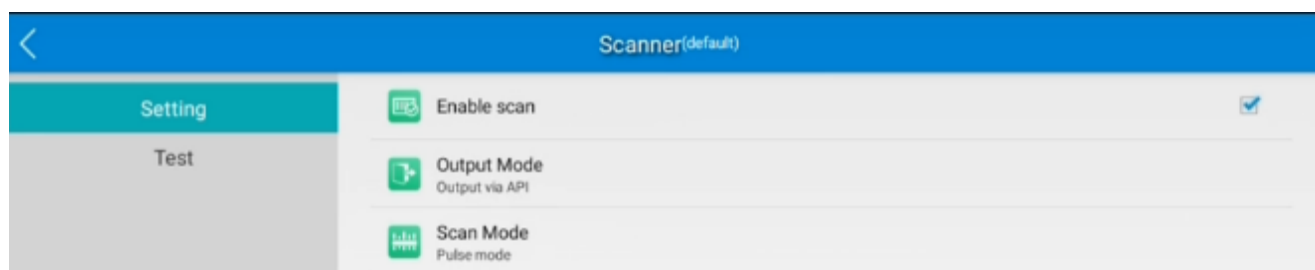 Scanner(default)
Setting
Test
Enable scan
Output Mode
Output via API
Scan Mode
Pulse mode